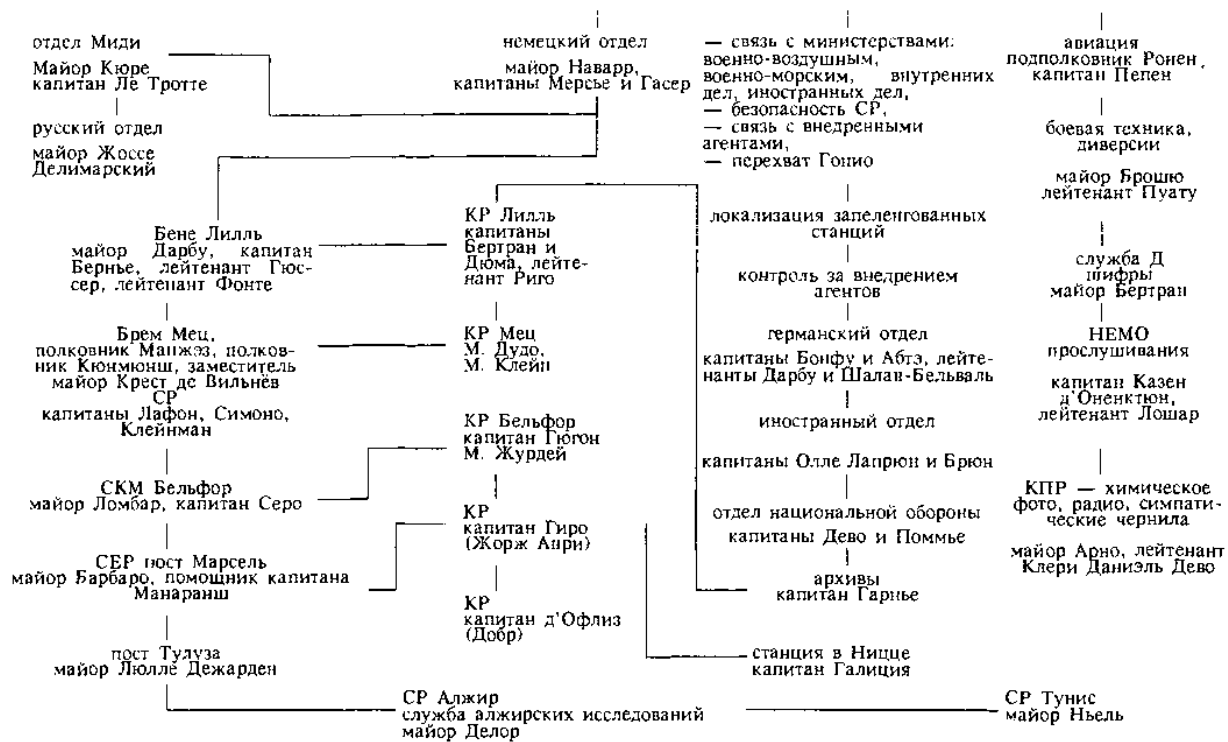 отдел Миди
Майор Кюре
капитан Ле Тротте
русский отдел
майор Жоссе
Делимарский
немецкий отдел
майор Наварр,
капитаны Мерсье и Гасер
— связь с министерствами:
военно-воздушным,
военно-морским, внутренних
дел, иностранных дел,
— безопасность СР,
— связь с внедренными
агентами,
— перехват Гонио
авиация
подполковник Ронен,
капитан Пепен
боевая техника,
диверсии
майор Брошю
лейтенант Пуату
Бене Лилль
майор Дарбу, капитан
Бернье, лейтенант Гюс-
сер, лейтенант Фонте
КР Лилль
капитаны
Бертран и
Дюма, лейте-
нант Риго
локализация запеленгованных
станций
контроль за внедрением
агентов
служба Д
шифры
майор Бертран
Брем Мец,
полковник Манжэз, полков-
ник Кюнмюнш, заместитель
майор Крест де Вильнёв
СР
капитаны Лафон, Симоно,
Клейнман
КР Мец
М. Дудо,
М. Клейн
германский отдел
капитаны Бонфу и Абтэ, лейте-
нанты Дарбу и Шалан-Бельваль
НЕМО
прослушивания
капитан Казен
д'Оненктюн,
лейтенант Лошар
КР Бельфор
капитан Гюгон
М. Журдей
иностранный отдел
капитаны Олле Лапрюн и Брюн
СКМ Бельфор
майор Ломбар, капитан Серо
КР
капитан Гиро
(Жорж Анри)
отдел национальной обороны
капитаны Дево и Поммье
КПР — химическое
фото, радио, симпати-
ческие чернила
майор Арно, лейтенант
Клери Даниэль Дево
СЕР пост Марсель
майор Барбаро, помощник капитана
Манаранш
КР
капитан д'Офлиз
(Добр)
архивы
капитан Гарнье
пост Тулуза
майор Люлле Дежарден
станция в Ницце
капитан Галиция
СР Алжир
служба алжирских исследований
майор Делор
СР Тунис
майор Ньель